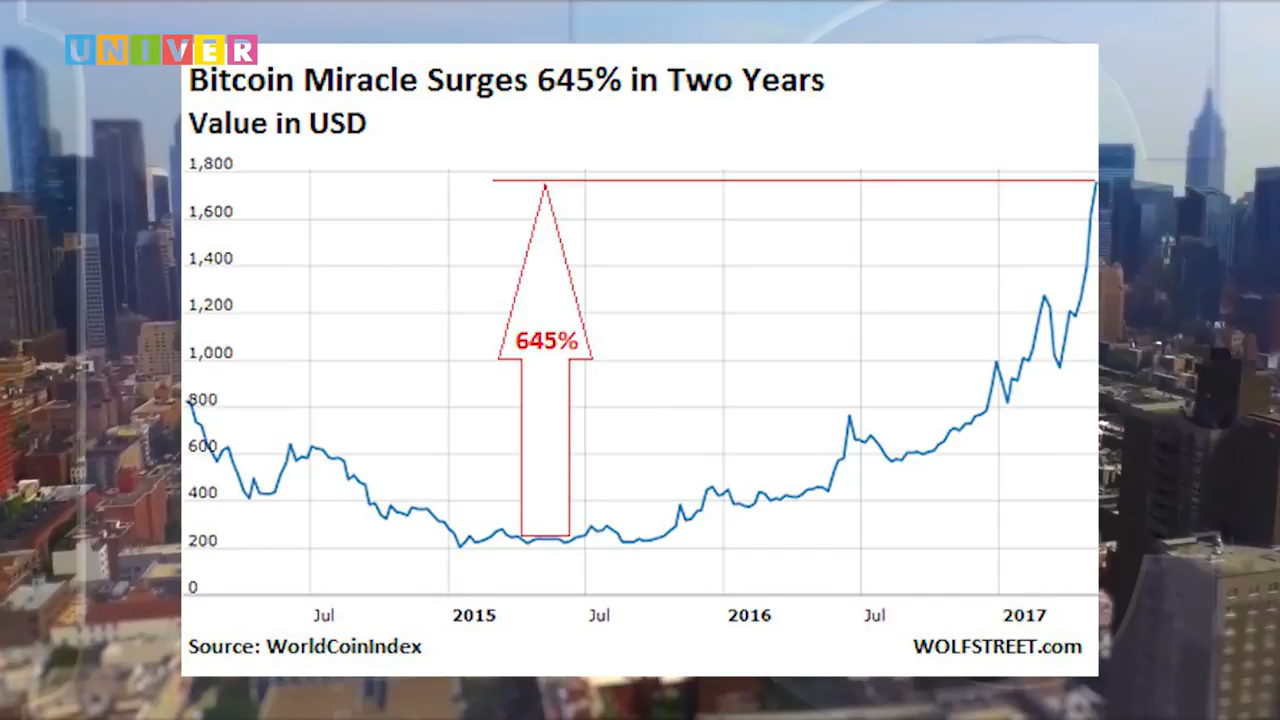 UNIVER
Bitcoin Miracle Surges 645% in Two Years
Value in USD
1,800
1,600
1,400
1,200
1,000
800
600
400
200
0
645%
Jul 2015 Jul 2016 Jul 2017
Source: WorldCoinIndex WOLFSTREET.com